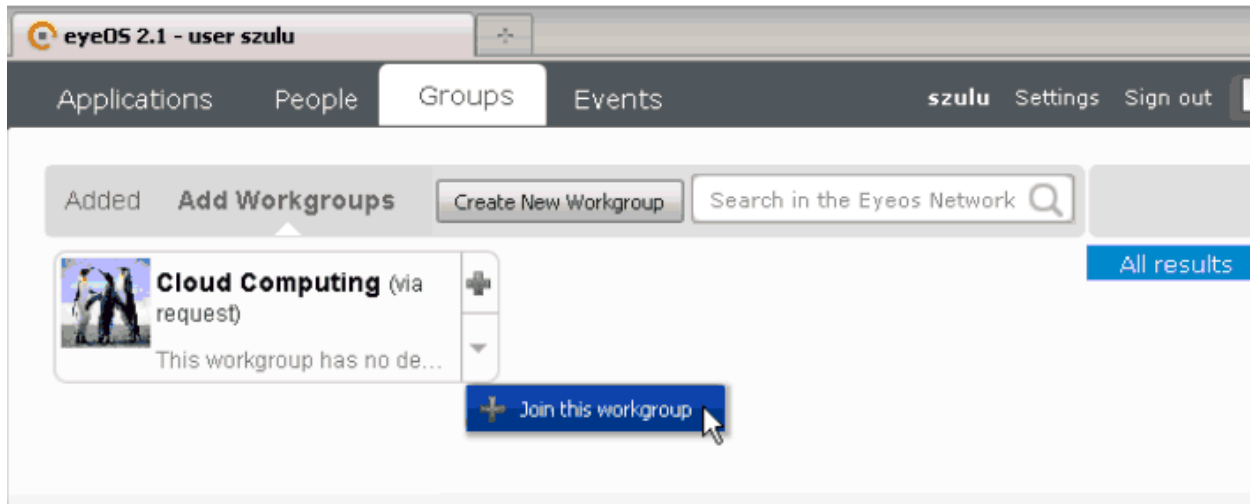 eyeOS 2.1 - user szulu
Applications People Groups Events szulu Settings Sign out
Added Add Workgroups Create New Workgroup Search in the Eyeos Network
All results
Cloud Computing (via
request)
This workgroup has no de...
Join this workgroup